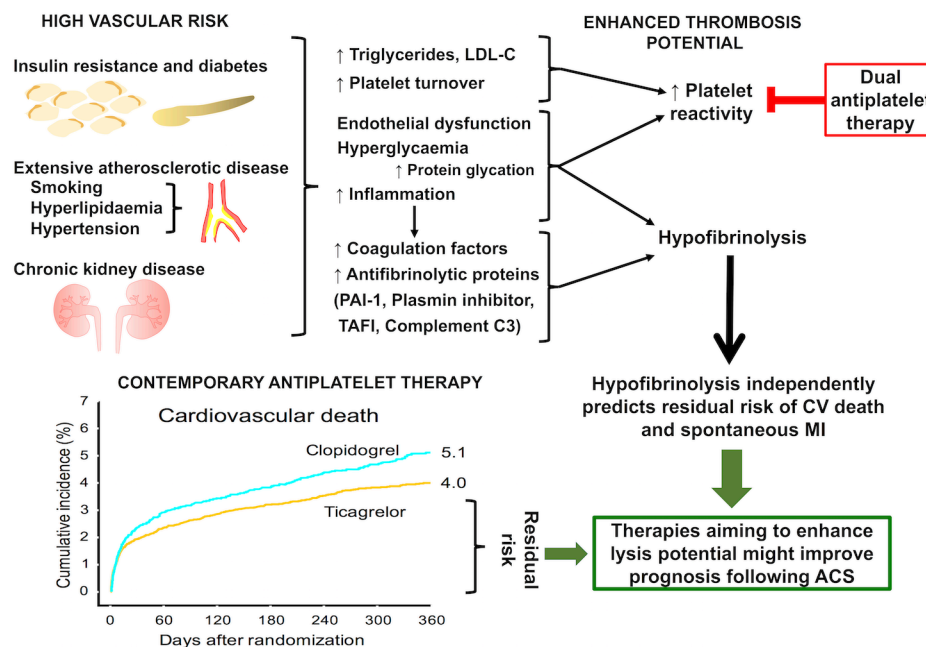 HIGH VASCULAR RISK
Insulin resistance and diabetes
Extensive atherosclerotic disease
Smoking
Hyperlipidaemia
Hypertension
Chronic kidney disease
↑ Triglycerides, LDL-C
↑ Platelet turnover
Endothelial dysfunction
Hyperglycaemia
↑ Protein glycation
↑ Inflammation
↑ Coagulation factors
↑ Antifibrinolytic proteins
(PAI-1, Plasmin inhibitor,
TAFI, Complement C3)
ENHANCED THROMBOSIS
POTENTIAL
↑ Platelet
reactivity
Dual
antiplatelet
therapy
Hypofibrinolysis
Hypofibrinolysis independently
predicts residual risk of CV death
and spontaneous MI
Therapies aiming to enhance
lysis potential might improve
prognosis following ACS
CONTEMPORARY ANTIPLATELET THERAPY
Cardiovascular death
Cumulative incidence (%)
7
6
5
4
3
2
1
0
Clopidogrel
5.1
4.0
Ticagrelor
0
60
120
180
240
300
360
Days after randomization
Residual
risk